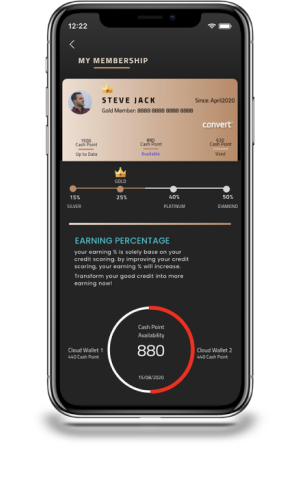 12:22
MY MEMBERSHIP
STEVE JACK
Since: April2020
Gold Member: 8888 8888 8888 8888
convert
1500 880 620
Cash Point Cash Point Cash Point
Up to Date Available Used
GOLD
15% 25% 40% 50%
SILVER PLATINUM DIAMOND
EARNING PERCENTAGE
your earning % is solely base on your
credit scoring. by improving your credit
scoring, your earning % will increase.
Transform your good credit into more
earning now!
Cash Point
Availability
880
Cloud Wallet 1
440 Cash Point
Cloud Wallet 2
440 Cash Point
15/08/2020